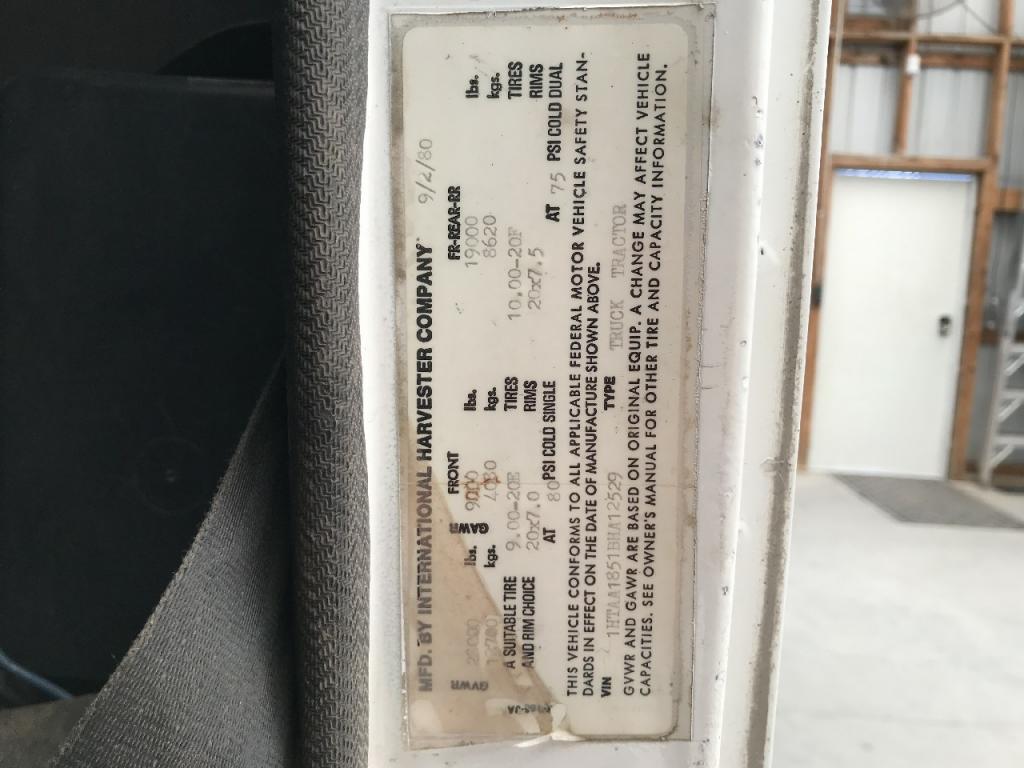 MFD. BY INTERNATIONAL HARVESTER COMPANY 9/2/80
FRONT FR-REAR-RR
GVWR 28000 lbs. GAWR 9000 lbs. 19000 lbs.
12700 kgs. 4080 kgs. 8620 kgs.
A SUITABLE TIRE 9.00-20E TIRES 10.00-20F TIRES
AND RIM CHOICE 20x7.0 RIMS 20x7.5 RIMS
AT 80 PSI COLD SINGLE AT 75 PSI COLD DUAL
THIS VEHICLE CONFORMS TO ALL APPLICABLE FEDERAL MOTOR VEHICLE SAFETY STAN-
DARDS IN EFFECT ON THE DATE OF MANUFACTURE SHOWN ABOVE.
VIN 1HTAA1851BHA12529 TYPE TRUCK TRACTOR
GVWR AND GAWR ARE BASED ON ORIGINAL EQUIP. A CHANGE MAY AFFECT VEHICLE
CAPACITIES. SEE OWNER'S MANUAL FOR OTHER TIRE AND CAPACITY INFORMATION.